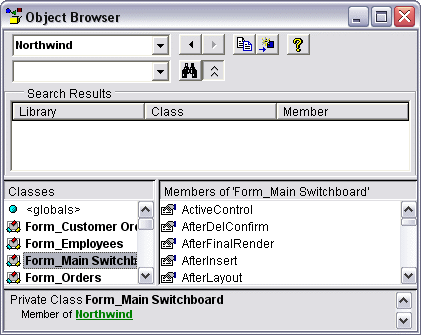 Object Browser
Northwind
Search Results
Library Class Member
Classes
<globals>
Form_Customer Ord
Form_Employees
Form_Main Switchb
Form_Orders
Members of 'Form_Main Switchboard'
ActiveControl
AfterDelConfirm
AfterFinalRender
AfterInsert
AfterLayout
Private Class Form_Main Switchboard
Member of Northwind